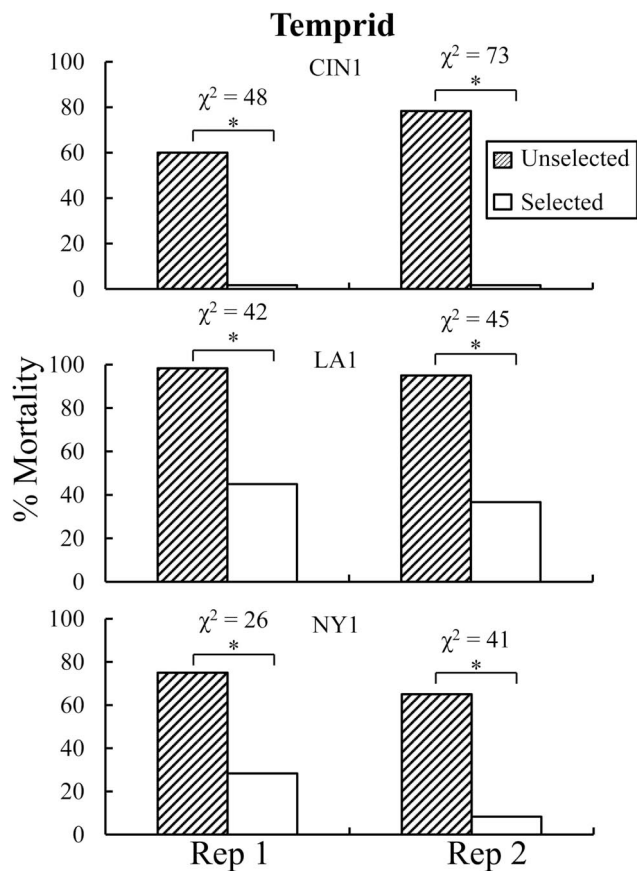 Temprid
% Mortality
CIN1
100
80
60
40
20
0
χ² = 48
*
χ² = 73
*
Unselected
Selected
LA1
100
80
60
40
20
0
χ² = 42
*
χ² = 45
*
NY1
100
80
60
40
20
0
χ² = 26
*
χ² = 41
*
Rep 1
Rep 2